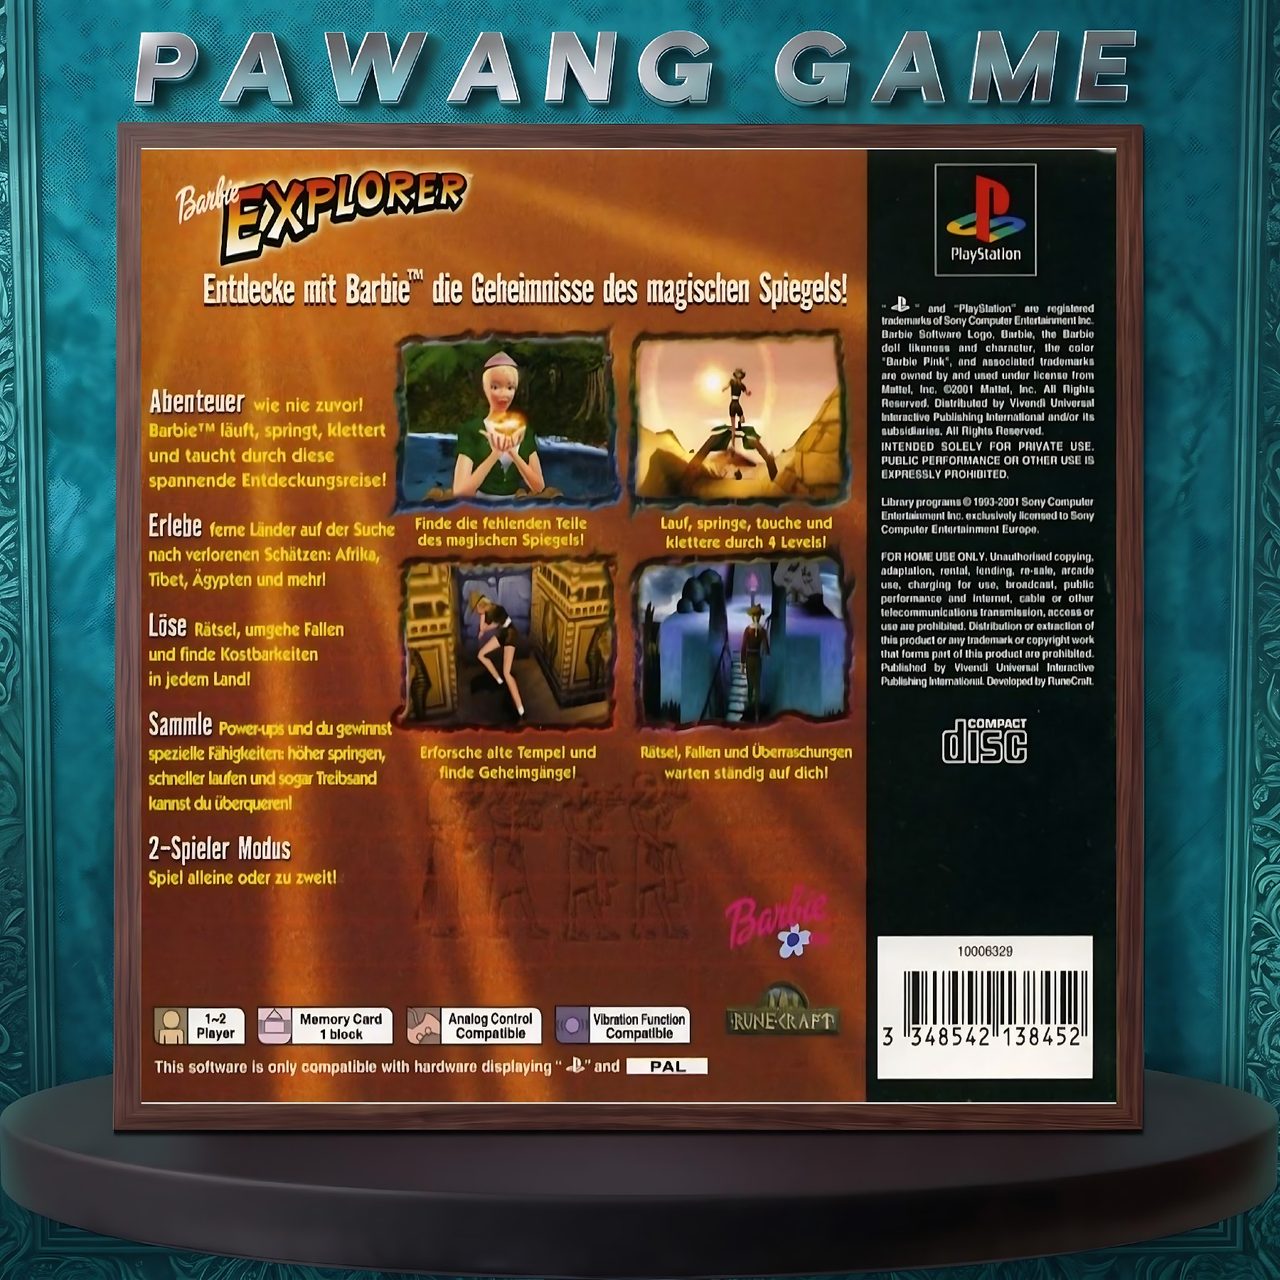 PAWANG GAME
Barbie EXPLORER™
Entdecke mit Barbie™ die Geheimnisse des magischen Spiegels!
Abenteuer wie nie zuvor!
Barbie™ läuft, springt, klettert
und taucht durch diese
spannende Entdeckungsreise!
Erlebe ferne Länder auf der Suche
nach verlorenen Schätzen: Afrika,
Tibet, Ägypten und mehr!
Löse Rätsel, umgehe Fallen
und finde Kostbarkeiten
in jedem Land!
Sammle Power-ups und du gewinnst
spezielle Fähigkeiten: höher springen,
schneller laufen und sogar Treibsand
kannst du überqueren!
2-Spieler Modus
Spiel alleine oder zu zweit!
Finde die fehlenden Teile
des magischen Spiegels!
Lauf, springe, tauche und
klettere durch 4 Levels!
Erforsche alte Tempel und
finde Geheimgänge!
Rätsel, Fallen und Überraschungen
warten ständig auf dich!
Barbie
RUNECRAFT
1~2
Player
Memory Card
1 block
Analog Control
Compatible
Vibration Function
Compatible
This software is only compatible with hardware displaying " " and PAL
PlayStation
" " and "PlayStation" are registered
trademarks of Sony Computer Entertainment Inc.
Barbie Software Logo, Barbie, the Barbie
doll likeness and character, the color
"Barbie Pink", and associated trademarks
are owned by and used under license from
Mattel, Inc. ©2001 Mattel, Inc. All Rights
Reserved. Distributed by Vivendi Universal
Interactive Publishing International and/or its
subsidiaries. All Rights Reserved.
INTENDED SOLELY FOR PRIVATE USE.
PUBLIC PERFORMANCE OR OTHER USE IS
EXPRESSLY PROHIBITED.
Library programs © 1993-2001 Sony Computer
Entertainment Inc. exclusively licensed to Sony
Computer Entertainment Europe.
FOR HOME USE ONLY. Unauthorised copying,
adaptation, rental, lending, re-sale, arcade
use, charging for use, broadcast, public
performance and internet, cable or other
telecommunications transmission, access or
use are prohibited. Distribution or extraction of
this product or any trademark or copyright work
that forms part of this product are prohibited.
Published by Vivendi Universal Interactive
Publishing International. Developed by RuneCraft.
COMPACT
disc
10006329
3 348542 138452